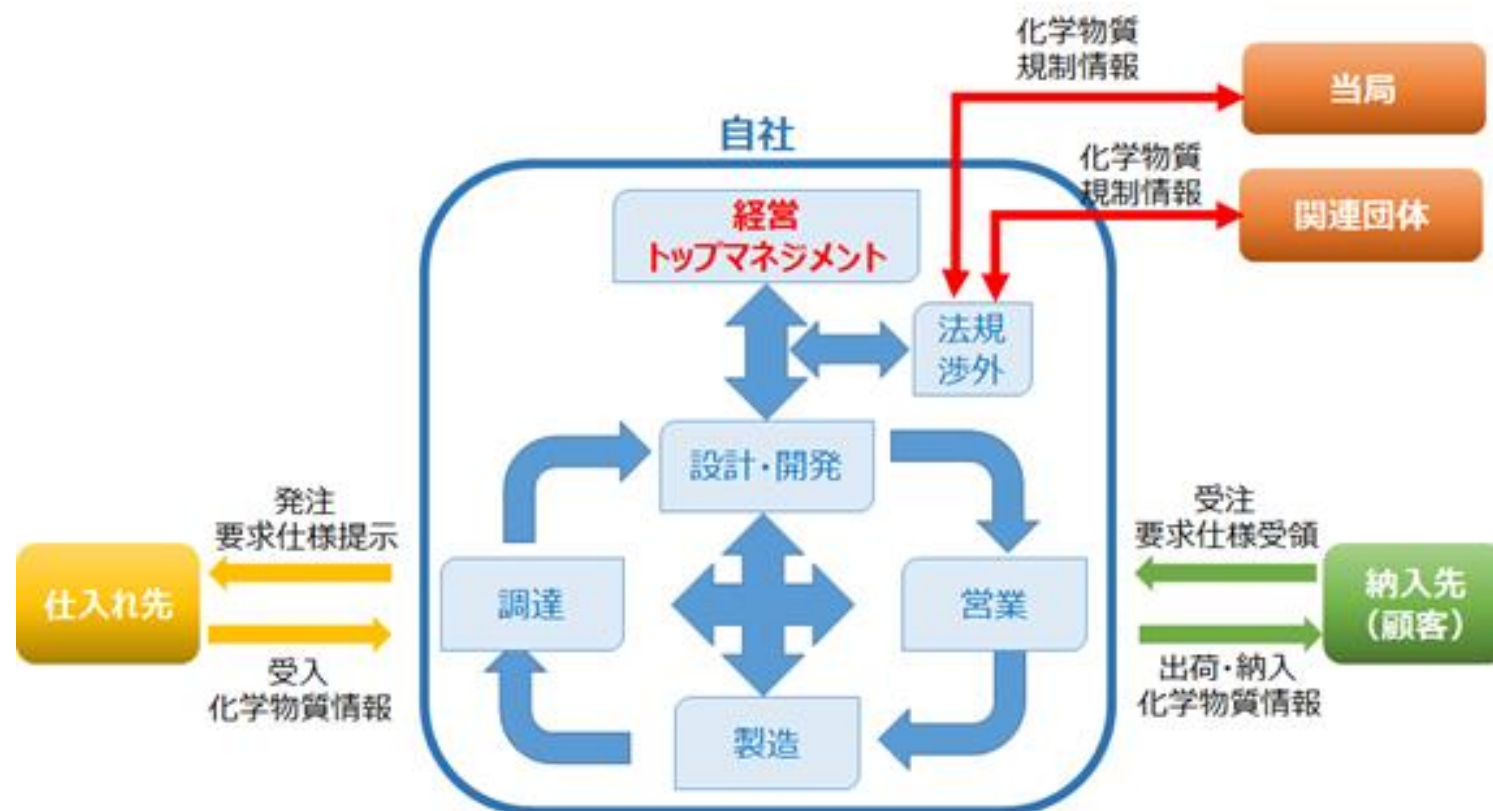 化学物質
規制情報
当局
自社
化学物質
規制情報
関連団体
経営
トップマネジメント
法規
渉外
設計・開発
発注
要求仕様提示
受注
要求仕様受領
仕入れ先
調達
営業
納入先
（顧客）
受入
化学物質情報
出荷・納入
化学物質情報
製造